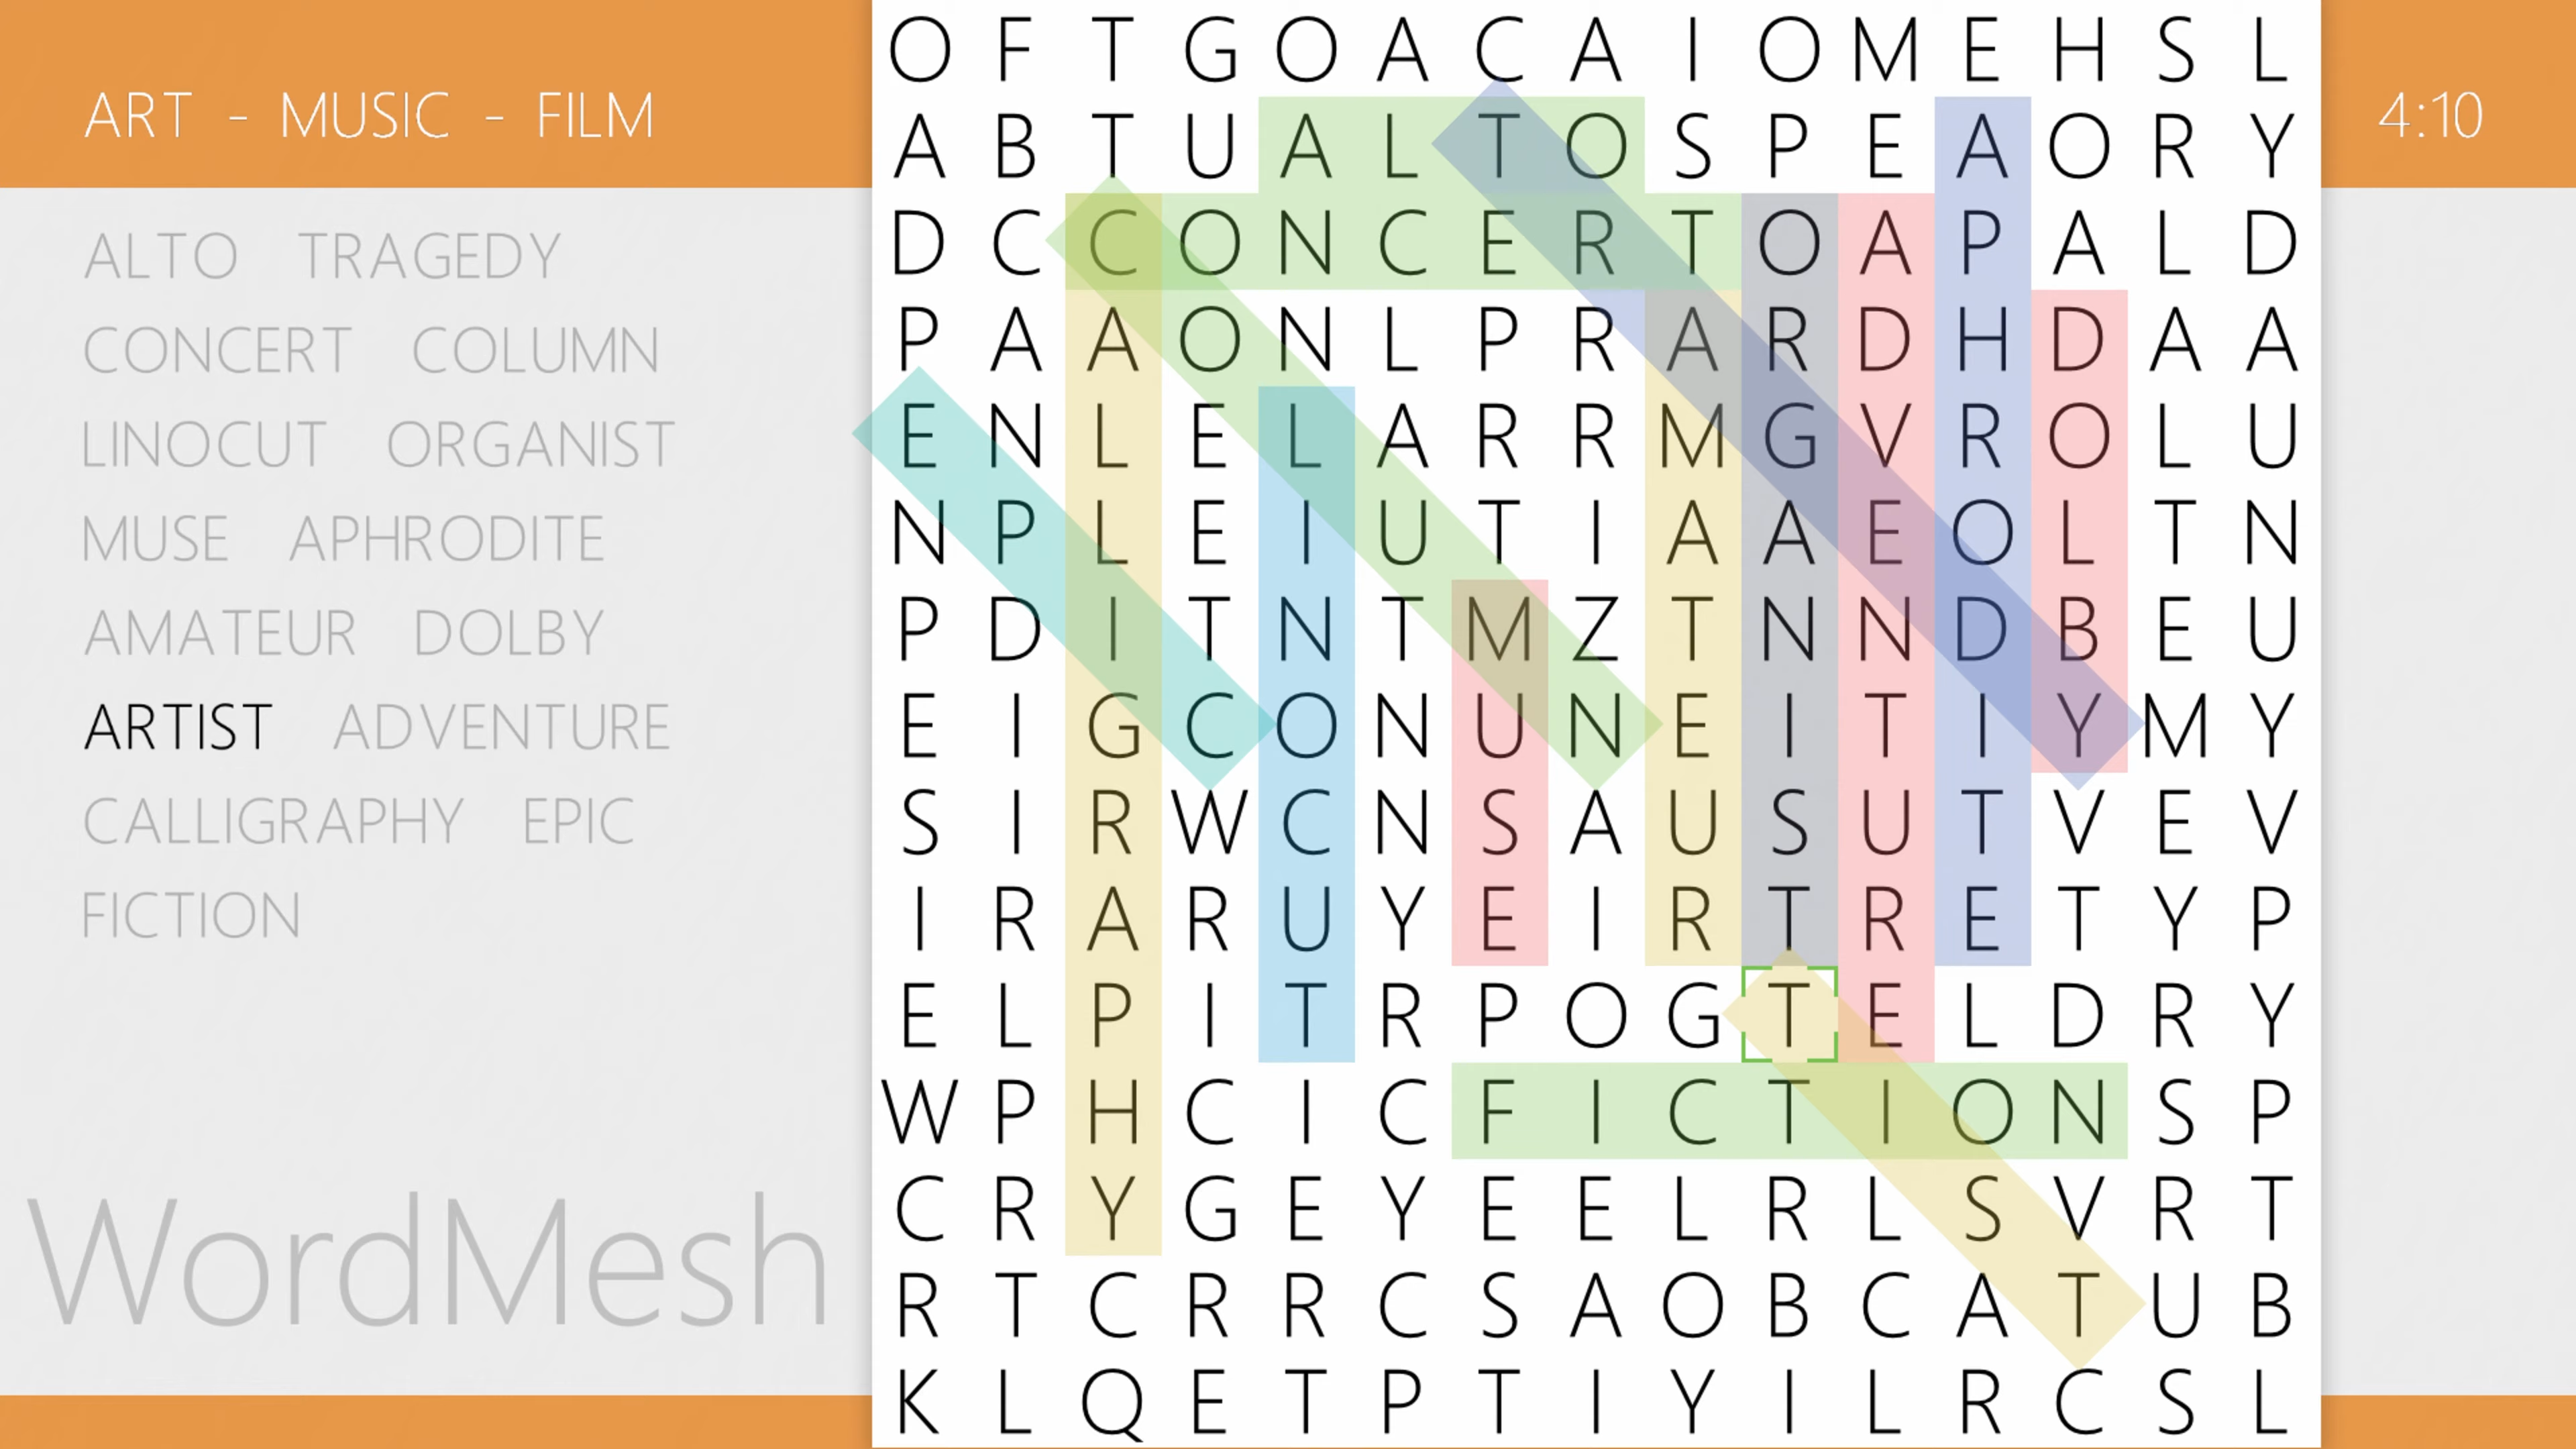 ART - MUSIC - FILM
4:10
ALTO TRAGEDY
CONCERT COLUMN
LINOCUT ORGANIST
MUSE APHRODITE
AMATEUR DOLBY
ARTIST ADVENTURE
CALLIGRAPHY EPIC
FICTION
WordMesh
O F T G O A C A I O M E H S L
A B T U A L T O S P E A O R Y
D C C O N C E R T O A P A L D
P A A O N L P R A R D H D A A
E N L E L A R R M G V R O L U
N P L E I U T I A A E O L T N
P D I T N T M Z T N N D B E U
E I G C O N U N E I T I Y M Y
S I R W C N S A U S U T V E V
I R A R U Y E I R T R E T Y P
E L P I T R P O G T E L D R Y
W P H C I C F I C T I O N S P
C R Y G E Y E E L R L S V R T
R T C R R C S A O B C A T U B
K L Q E T P T I Y I L R C S L